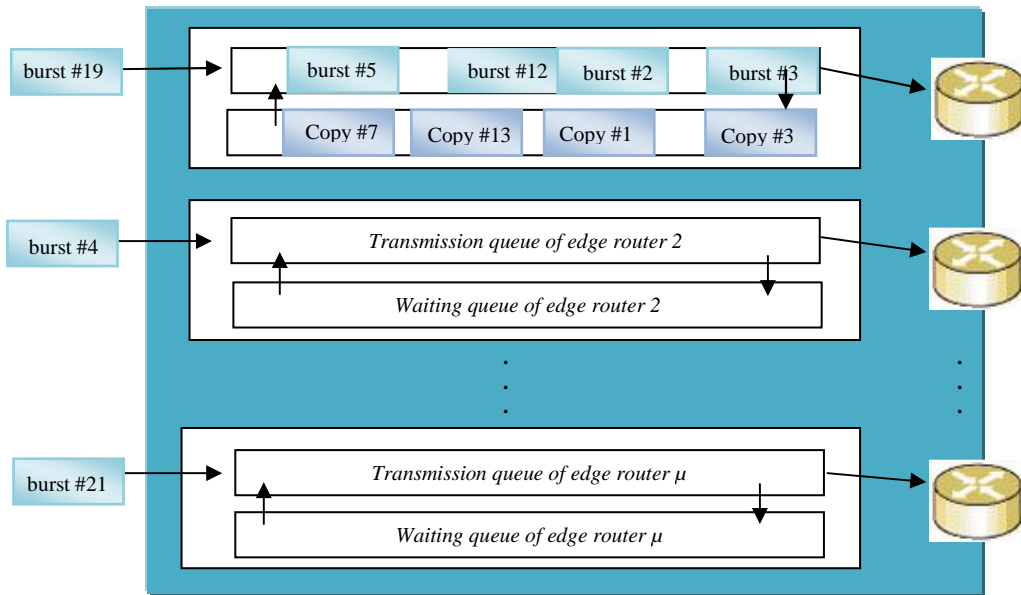 burst #19
burst #5
burst #12
burst #2
burst #3
Copy #7
Copy #13
Copy #1
Copy #3
burst #4
Transmission queue of edge router 2
Waiting queue of edge router 2
burst #21
Transmission queue of edge router µ
Waiting queue of edge router µ